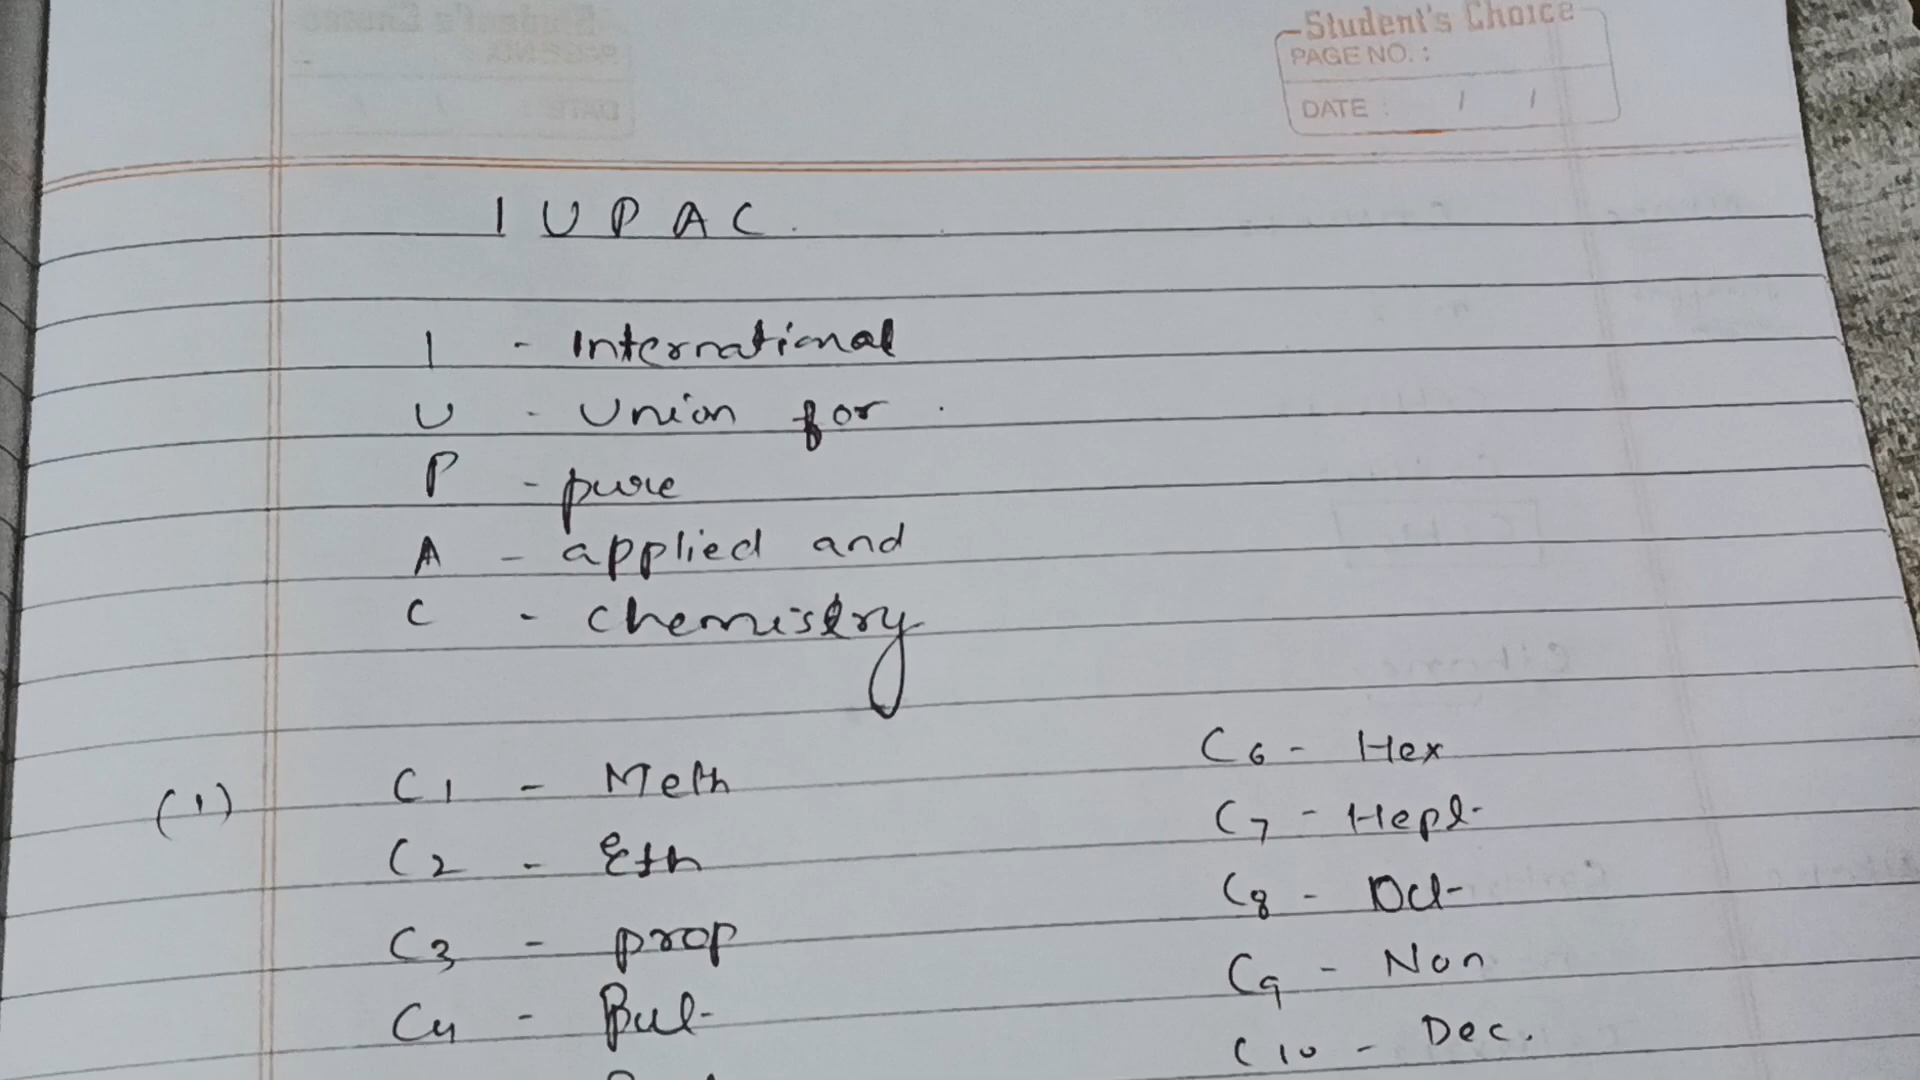 Student's Choice
PAGE NO. :
DATE : / /
I U P A C.
I - International
U - Union for
P - pure
A - applied and
C - chemistry
(1) C1 - Meth
C2 - Eth
C3 - prop
C4 - But
C6 - Hex
C7 - Hept
C8 - Oct
C9 - Non
C10 - Dec.